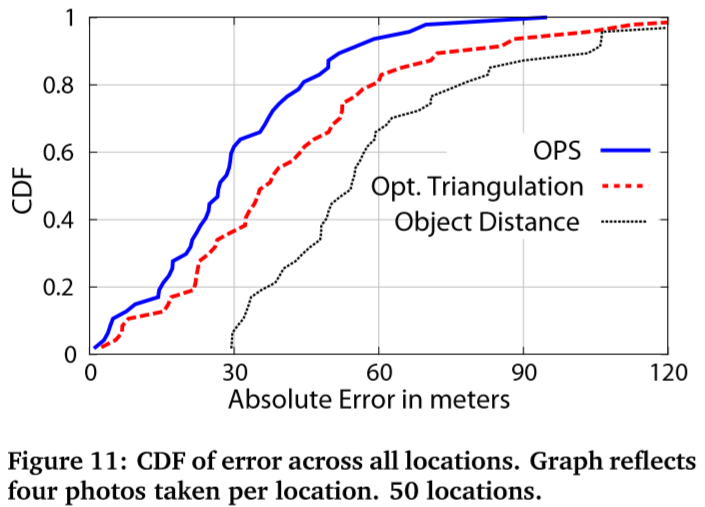 1
0.8
0.6
0.4
0.2
0
CDF
OPS
Opt. Triangulation
Object Distance
0 30 60 90 120
Absolute Error in meters
Figure 11: CDF of error across all locations. Graph reflects
four photos taken per location. 50 locations.